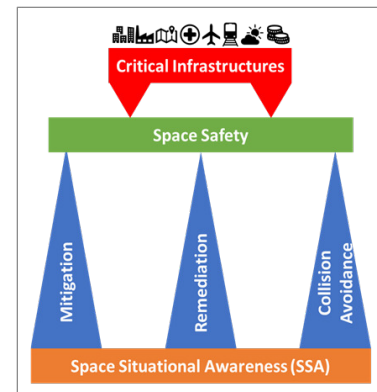 Critical Infrastructures
Space Safety
Mitigation
Remediation
Collision
Avoidance
Space Situational Awareness (SSA)